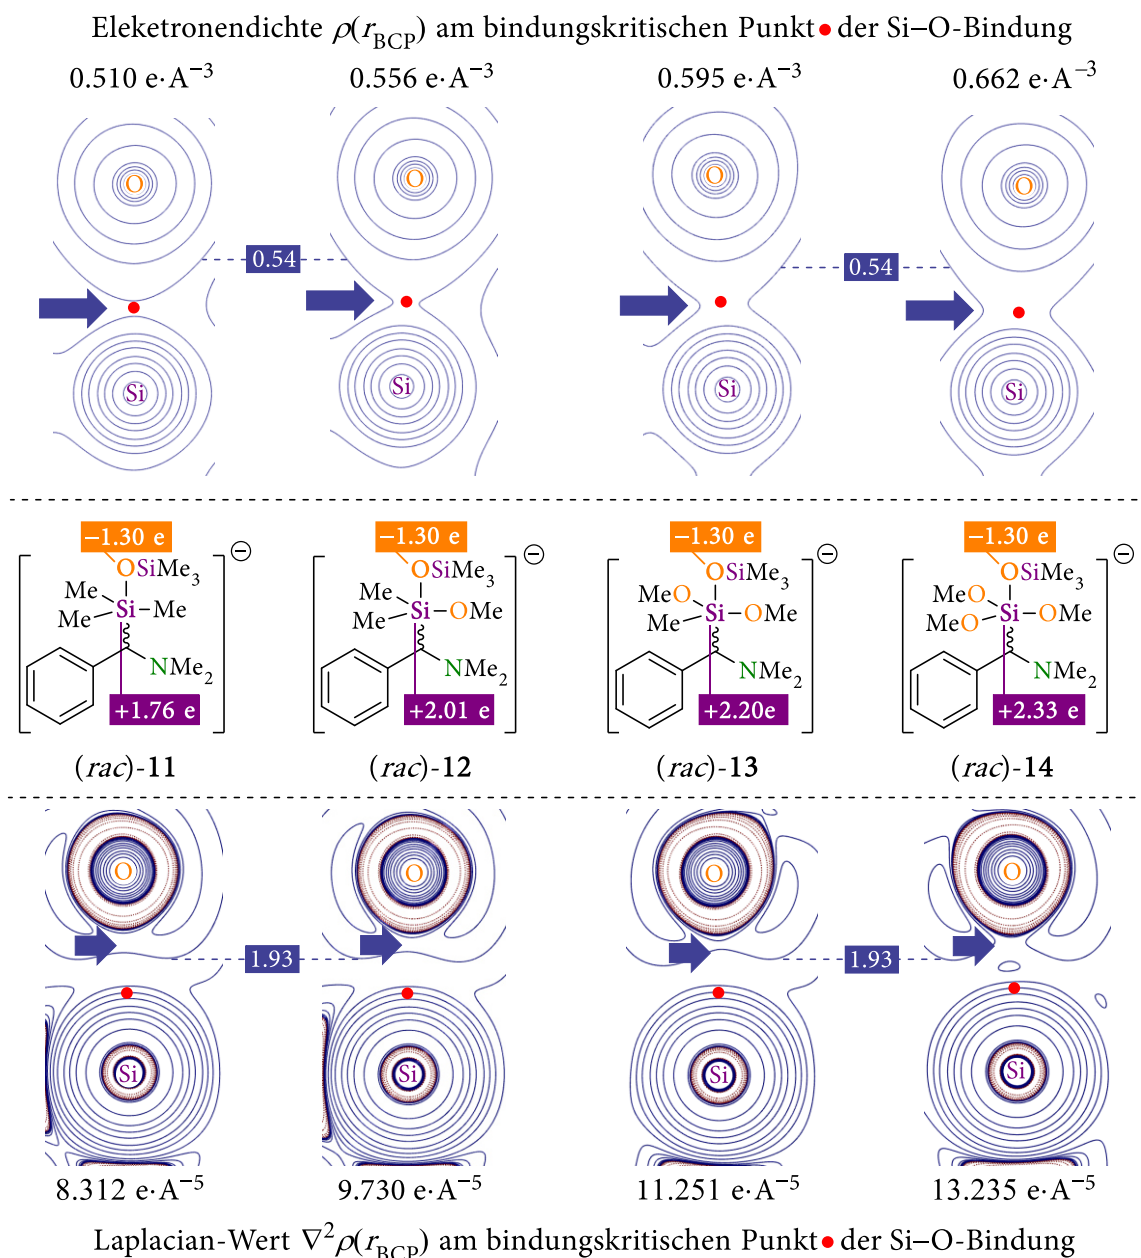 Eleketronendichte ρ(r_BCP) am bindungskritischen Punkt der Si–O-Bindung
0.510 e·A⁻³ 0.556 e·A⁻³ 0.595 e·A⁻³ 0.662 e·A⁻³
O O O O
0.54 0.54
Si Si Si Si
−1.30 e −1.30 e −1.30 e −1.30 e
OSiMe₃ OSiMe₃ OSiMe₃ OSiMe₃
Me Me MeO MeO
Si Me Si OMe Si OMe Si OMe
Me Me Me MeO
NMe₂ NMe₂ NMe₂ NMe₂
+1.76 e +2.01 e +2.20e +2.33 e
(rac)-11 (rac)-12 (rac)-13 (rac)-14
O O O O
1.93 1.93
Si Si Si Si
8.312 e·A⁻⁵ 9.730 e·A⁻⁵ 11.251 e·A⁻⁵ 13.235 e·A⁻⁵
Laplacian-Wert ∇²ρ(r_BCP) am bindungskritischen Punkt der Si–O-Bindung